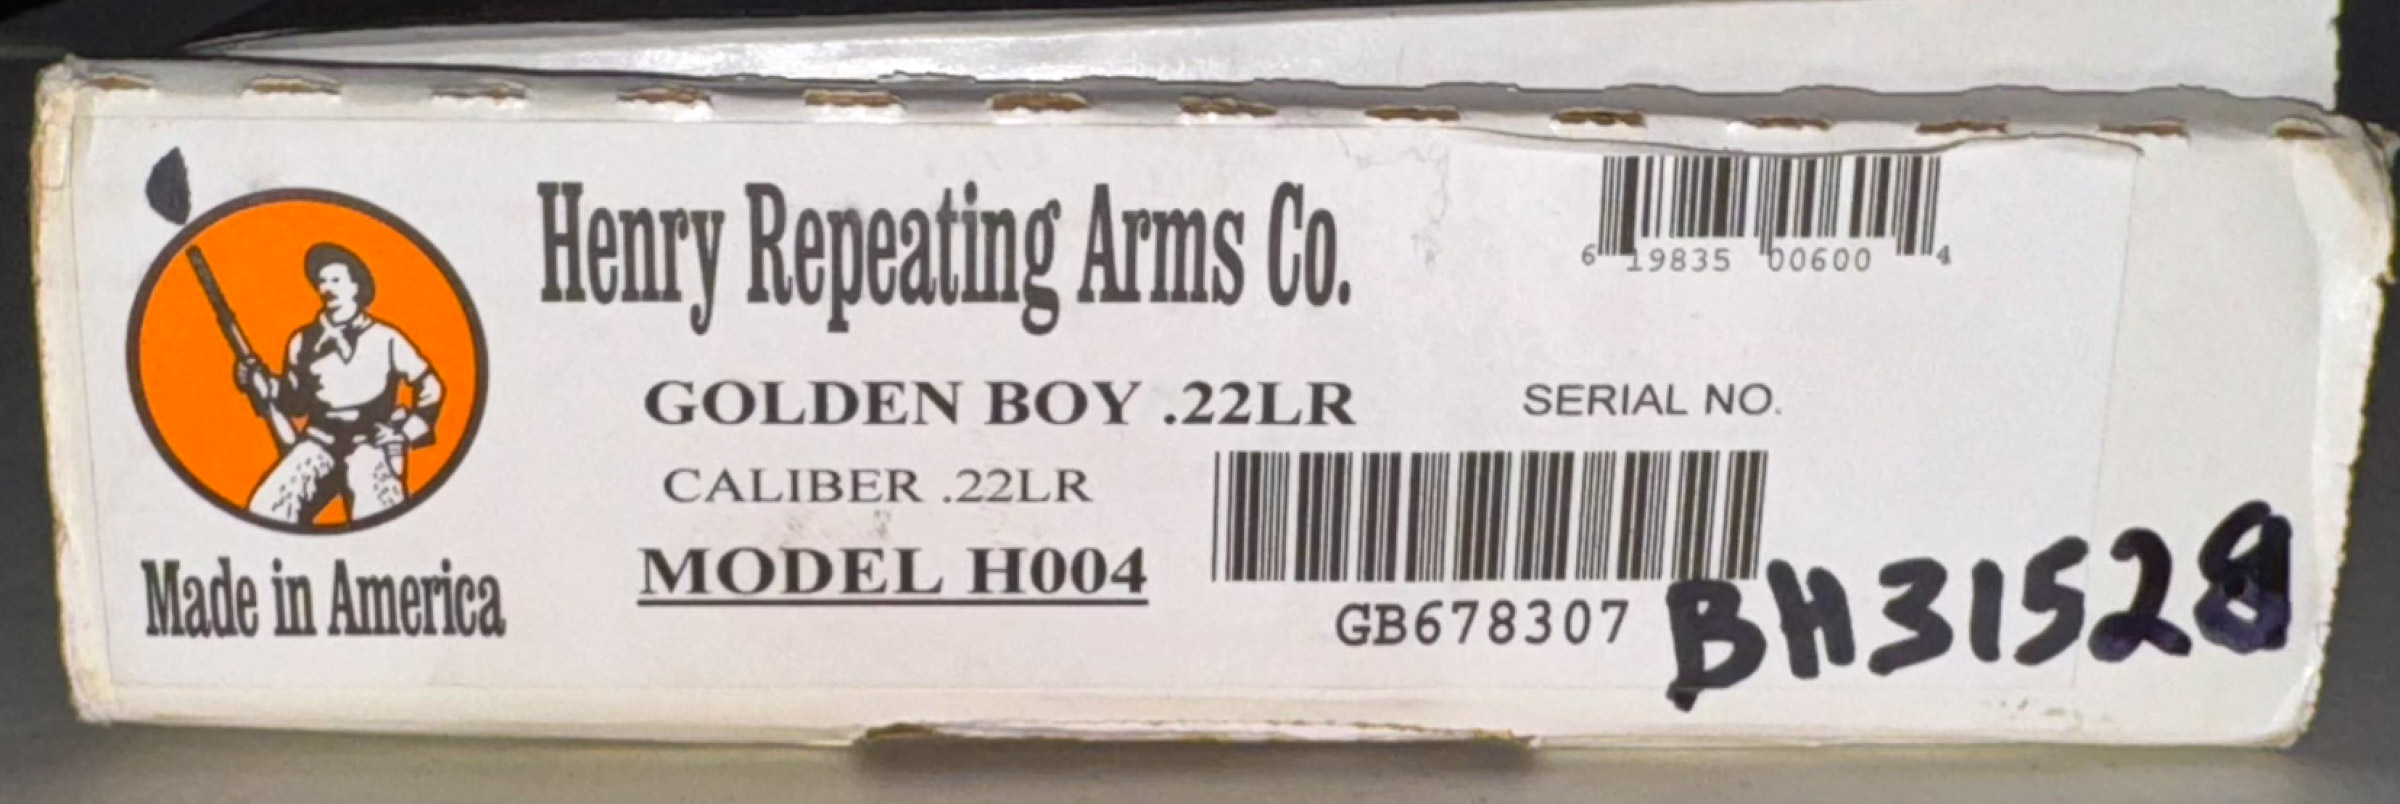 Henry Repeating Arms Co.
6 19835 00600 4
GOLDEN BOY .22LR
SERIAL NO.
CALIBER .22LR
MODEL H004
GB678307
BH31528
Made in America